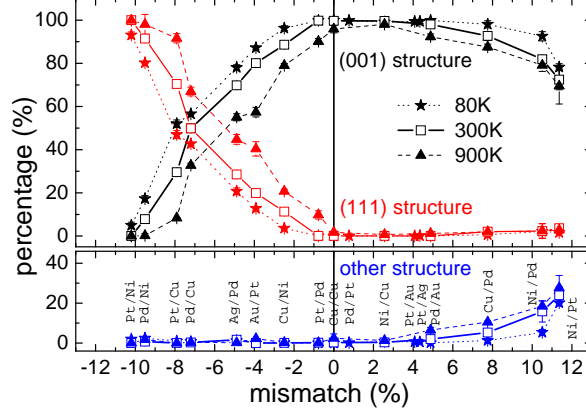 percentage (%)
100
80
60
40
20
0
(001) structure
80K
300K
900K
(111) structure
40
20
0
other structure
Pt/Ni
Pd/Ni
Pt/Cu
Pd/Cu
Ag/Pd
Au/Pt
Cu/Ni
Pt/Pd
Cu/Cu
Pd/Pt
Ni/Cu
Pt/Au
Pt/Ag
Pd/Au
Cu/Pd
Ni/Pd
Ni/Pt
-12 -10 -8 -6 -4 -2 0 2 4 6 8 10 12
mismatch (%)